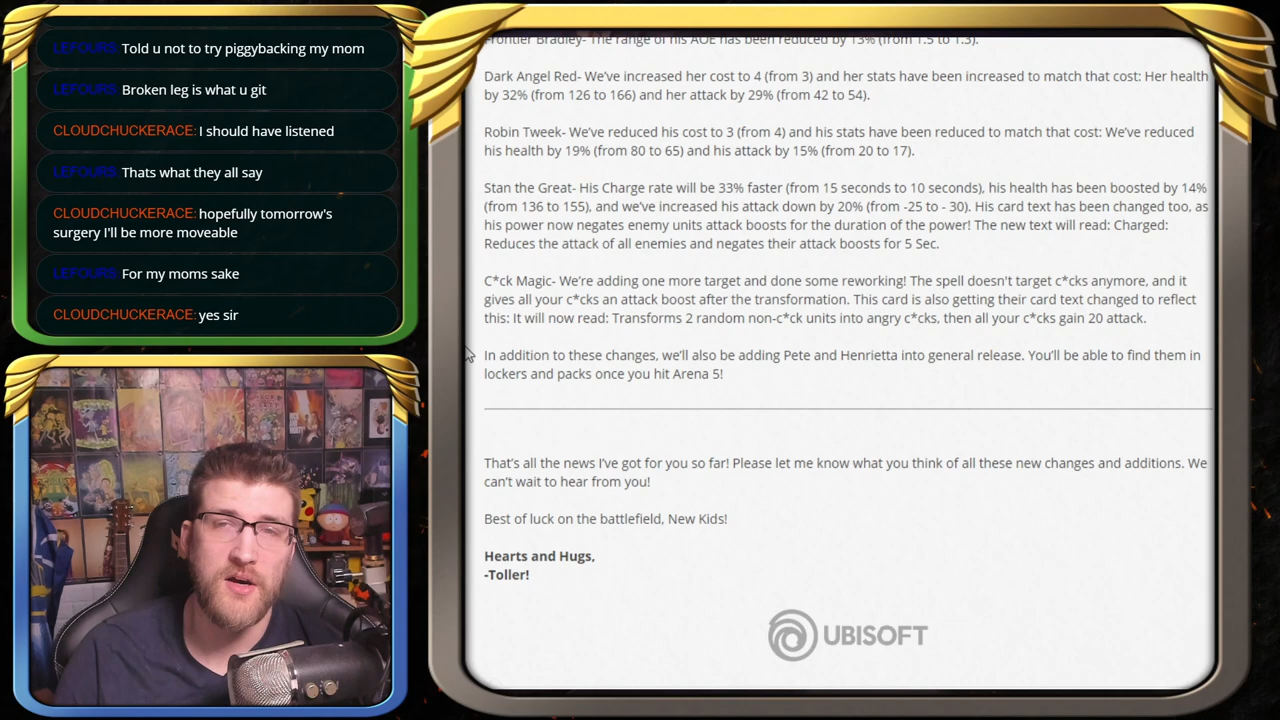 LEFOURS: Told u not to try piggybacking my mom
LEFOURS: Broken leg is what u git
CLOUDCHUCKERACE: I should have listened
LEFOURS: Thats what they all say
CLOUDCHUCKERACE: hopefully tomorrow's
surgery I'll be more moveable
LEFOURS: For my moms sake
CLOUDCHUCKERACE: yes sir
Frontier Bradley- The range of his AOE has been reduced by 13% (from 1.5 to 1.3).
Dark Angel Red- We've increased her cost to 4 (from 3) and her stats have been increased to match that cost: Her health
by 32% (from 126 to 166) and her attack by 29% (from 42 to 54).
Robin Tweek- We've reduced his cost to 3 (from 4) and his stats have been reduced to match that cost: We've reduced
his health by 19% (from 80 to 65) and his attack by 15% (from 20 to 17).
Stan the Great- His Charge rate will be 33% faster (from 15 seconds to 10 seconds), his health has been boosted by 14%
(from 136 to 155), and we've increased his attack down by 20% (from -25 to - 30). His card text has been changed too, as
his power now negates enemy units attack boosts for the duration of the power! The new text will read: Charged:
Reduces the attack of all enemies and negates their attack boosts for 5 Sec.
C*ck Magic- We're adding one more target and done some reworking! The spell doesn't target c*cks anymore, and it
gives all your c*cks an attack boost after the transformation. This card is also getting their card text changed to reflect
this: It will now read: Transforms 2 random non-c*ck units into angry c*cks, then all your c*cks gain 20 attack.
In addition to these changes, we'll also be adding Pete and Henrietta into general release. You'll be able to find them in
lockers and packs once you hit Arena 5!
That's all the news I've got for you so far! Please let me know what you think of all these new changes and additions. We
can't wait to hear from you!
Best of luck on the battlefield, New Kids!
Hearts and Hugs,
-Toller!
UBISOFT